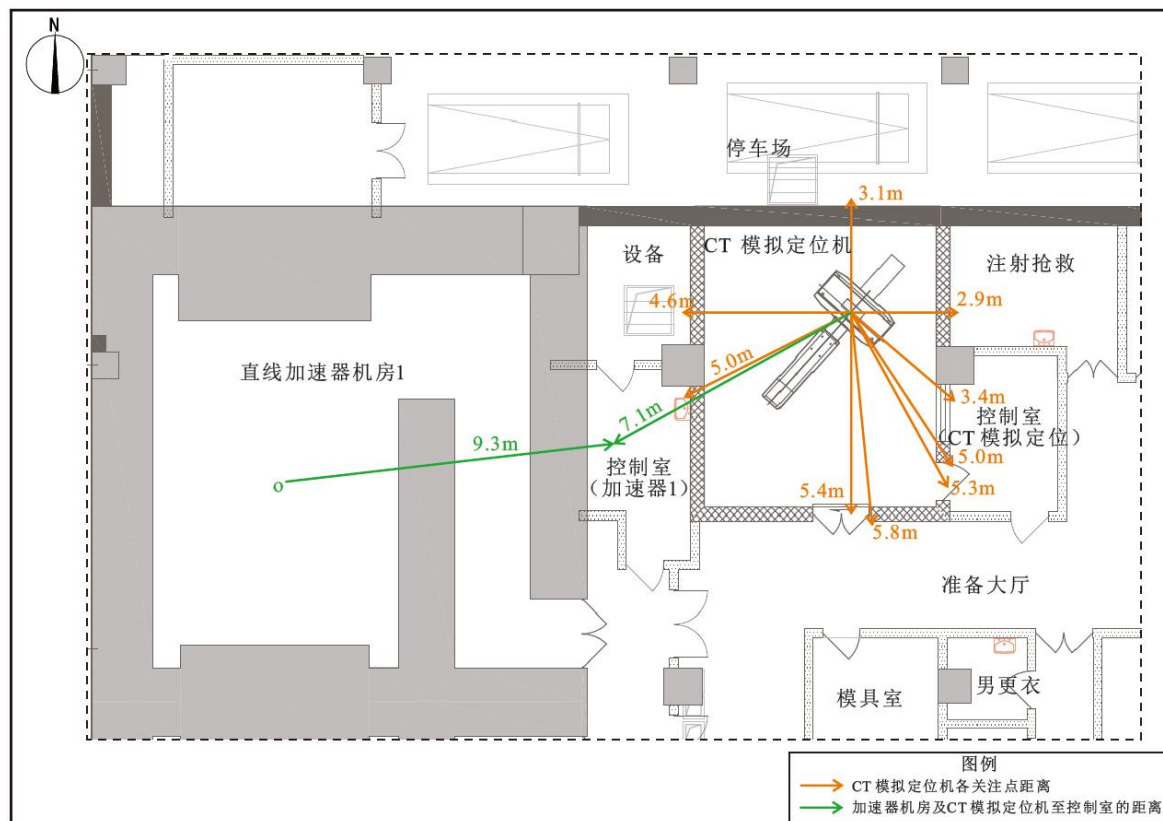 N
停车场
3.1m
设备
CT 模拟定位机
注射抢救
4.6m
2.9m
直线加速器机房1
5.0m
3.4m
7.1m
控制室
（CT 模拟定位）
9.3m
控制室
（加速器1）
5.0m
5.3m
5.4m
5.8m
o
准备大厅
模具室
男更衣
图例
CT 模拟定位机各关注点距离
加速器机房及CT 模拟定位机至控制室的距离